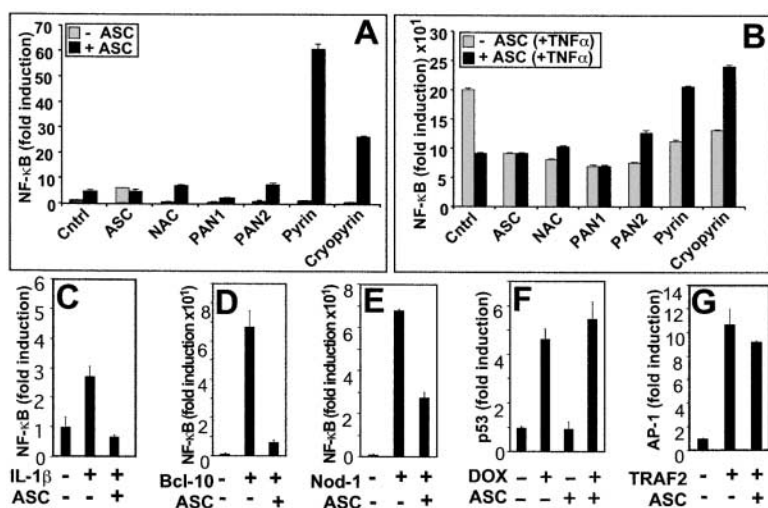 A
- ASC
+ ASC
NF-κB (fold induction)
70
60
50
40
30
20
10
0
Cntrl
ASC
NAC
PAN1
PAN2
Pyrin
Cryopyrin
B
- ASC (+TNFα)
+ ASC (+TNFα)
NF-κB (fold induction) x10¹
30
25
20
15
10
5
0
Cntrl
ASC
NAC
PAN1
PAN2
Pyrin
Cryopyrin
C
NF-κB (fold induction)
6
5
4
3
2
1
0
IL-1β - + +
ASC - - +
D
NF-κB (fold induction x10¹)
8
6
4
2
0
Bcl-10 - + +
ASC - - +
E
NF-κB (fold induction x10¹)
8
6
4
2
0
Nod-1 - + +
ASC - - +
F
p53 (fold induction)
6
4
2
0
DOX - + - +
ASC - - + +
G
AP-1 (fold induction)
14
12
10
8
6
4
2
0
TRAF2 - + +
ASC - - +